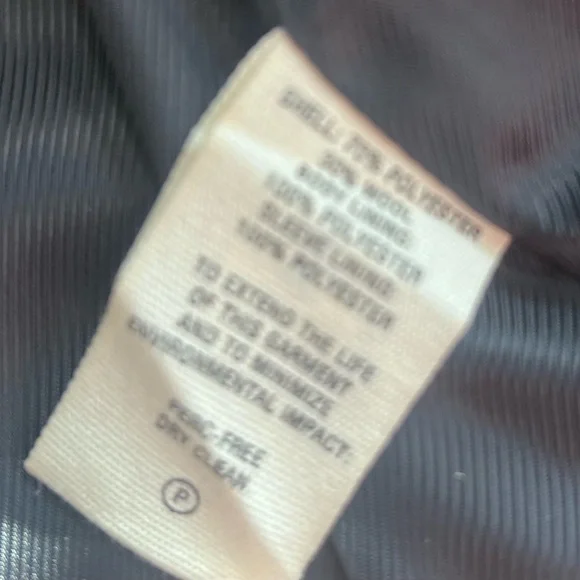 SHELL: 70% POLYESTER
30% WOOL
BODY LINING:
100% POLYESTER
SLEEVE LINING:
100% POLYESTER
TO EXTEND THE LIFE
OF THIS GARMENT
AND TO MINIMIZE
ENVIRONMENTAL IMPACT:
PERC-FREE
DRY CLEAN
P